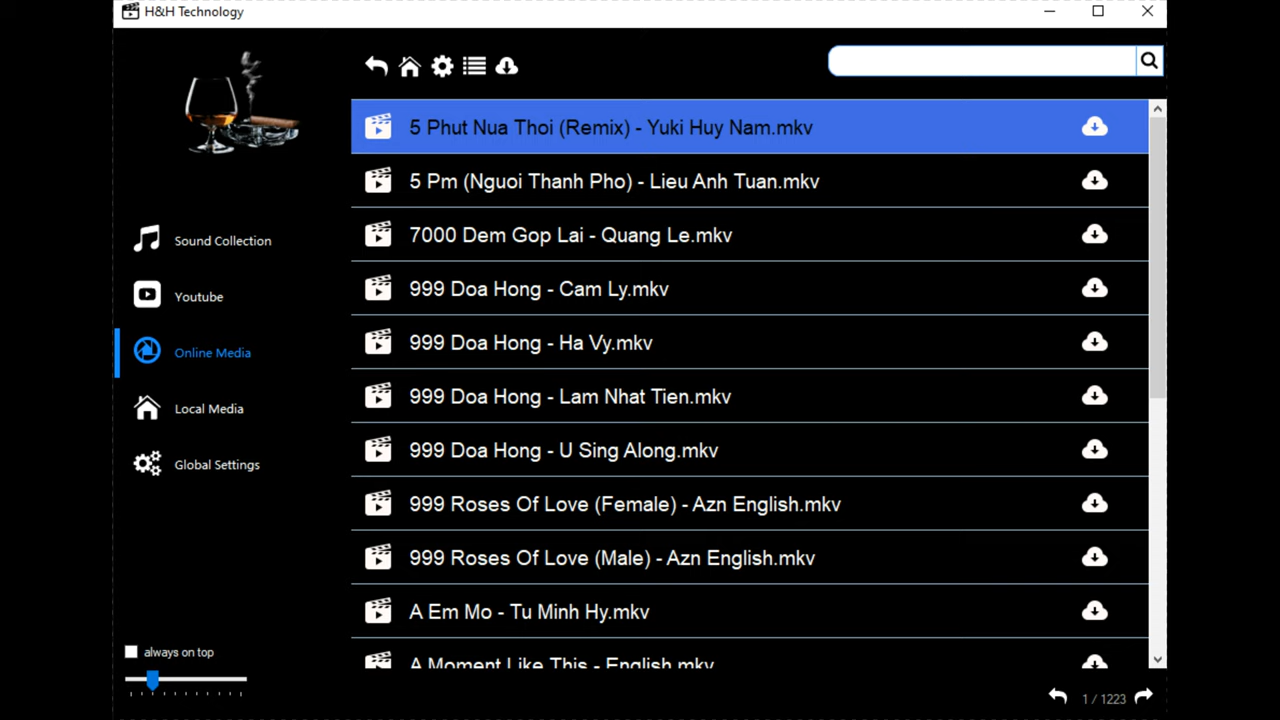 H&H Technology
5 Phut Nua Thoi (Remix) - Yuki Huy Nam.mkv
5 Pm (Nguoi Thanh Pho) - Lieu Anh Tuan.mkv
7000 Dem Gop Lai - Quang Le.mkv
999 Doa Hong - Cam Ly.mkv
999 Doa Hong - Ha Vy.mkv
999 Doa Hong - Lam Nhat Tien.mkv
999 Doa Hong - U Sing Along.mkv
999 Roses Of Love (Female) - Azn English.mkv
999 Roses Of Love (Male) - Azn English.mkv
A Em Mo - Tu Minh Hy.mkv
A Moment Like This - English.mkv
Sound Collection
Youtube
Online Media
Local Media
Global Settings
always on top
1 / 1223